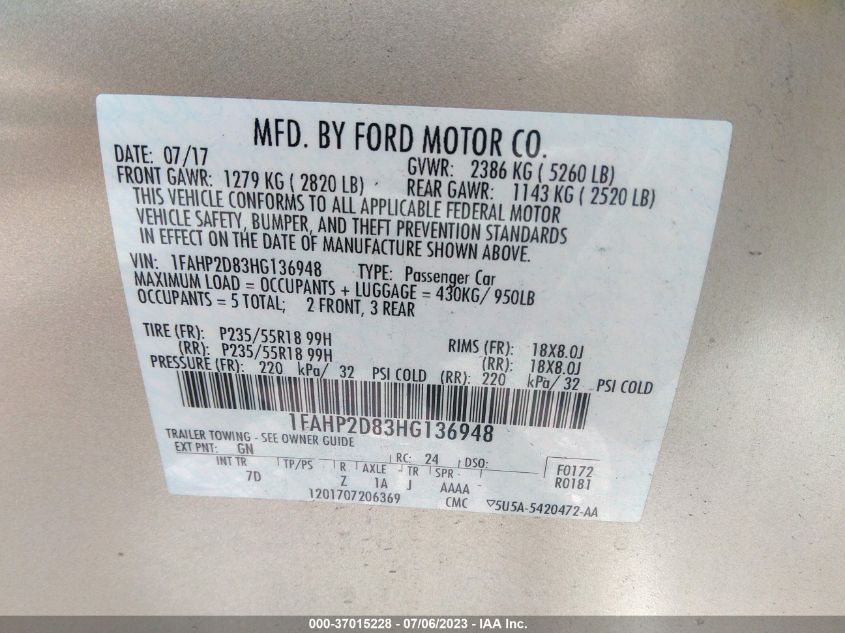 MFD. BY FORD MOTOR CO.
DATE: 07/17 GVWR: 2386 KG ( 5260 LB)
FRONT GAWR: 1279 KG ( 2820 LB) REAR GAWR: 1143 KG ( 2520 LB)
THIS VEHICLE CONFORMS TO ALL APPLICABLE FEDERAL MOTOR
VEHICLE SAFETY, BUMPER, AND THEFT PREVENTION STANDARDS
IN EFFECT ON THE DATE OF MANUFACTURE SHOWN ABOVE.
VIN: 1FAHP2D83HG136948 TYPE: Passenger Car
MAXIMUM LOAD = OCCUPANTS + LUGGAGE = 430KG/ 950LB
OCCUPANTS = 5 TOTAL; 2 FRONT, 3 REAR
TIRE (FR): P235/55R18 99H RIMS (FR): 18X8.0J
(RR): P235/55R18 99H (RR): 18X8.0J
PRESSURE (FR): 220 kPa/ 32 PSI COLD (RR): 220 kPa/ 32 PSI COLD
1FAHP2D83HG136948
TRAILER TOWING - SEE OWNER GUIDE
EXT PNT: GN RC: 24 DSO: F0172
R0181
INT TR TP/PS R AXLE TR SPR
7D Z 1A J AAAA
1201707206369 CMC ▽5U5A-5420472-AA
000-37015228 - 07/06/2023 - IAA Inc.